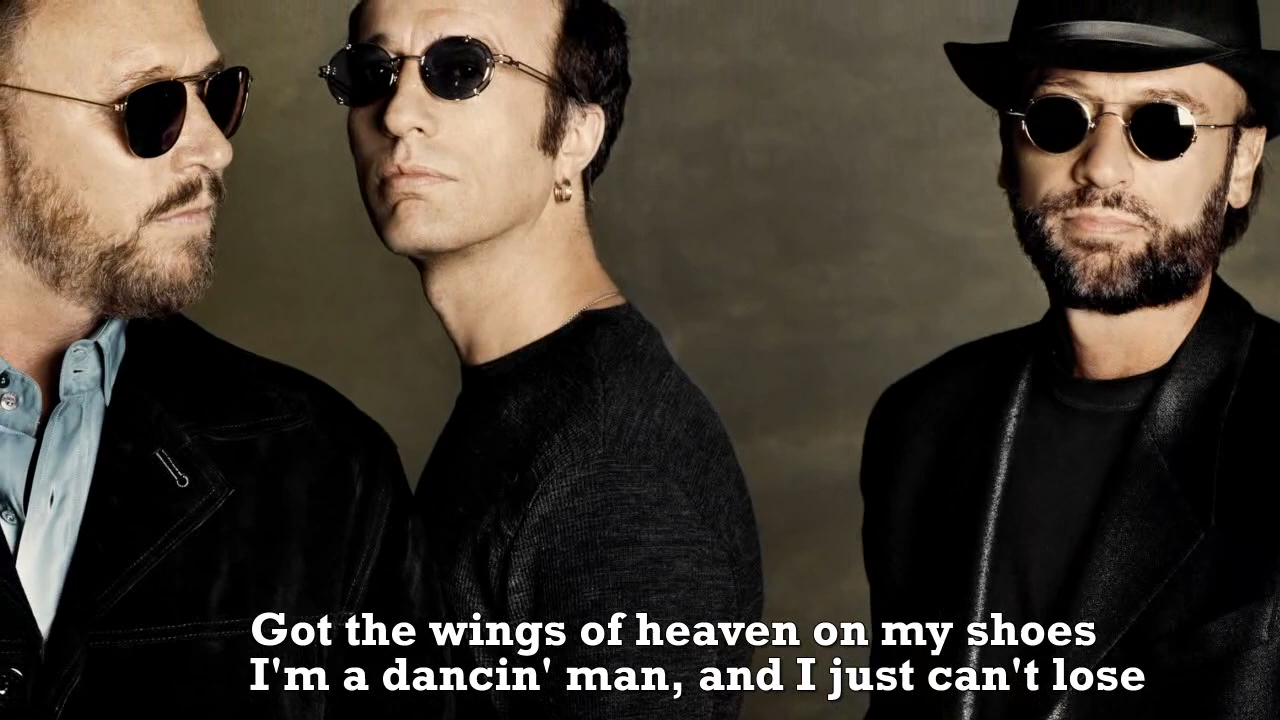 Got the wings of heaven on my shoes
I'm a dancin' man, and I just can't lose